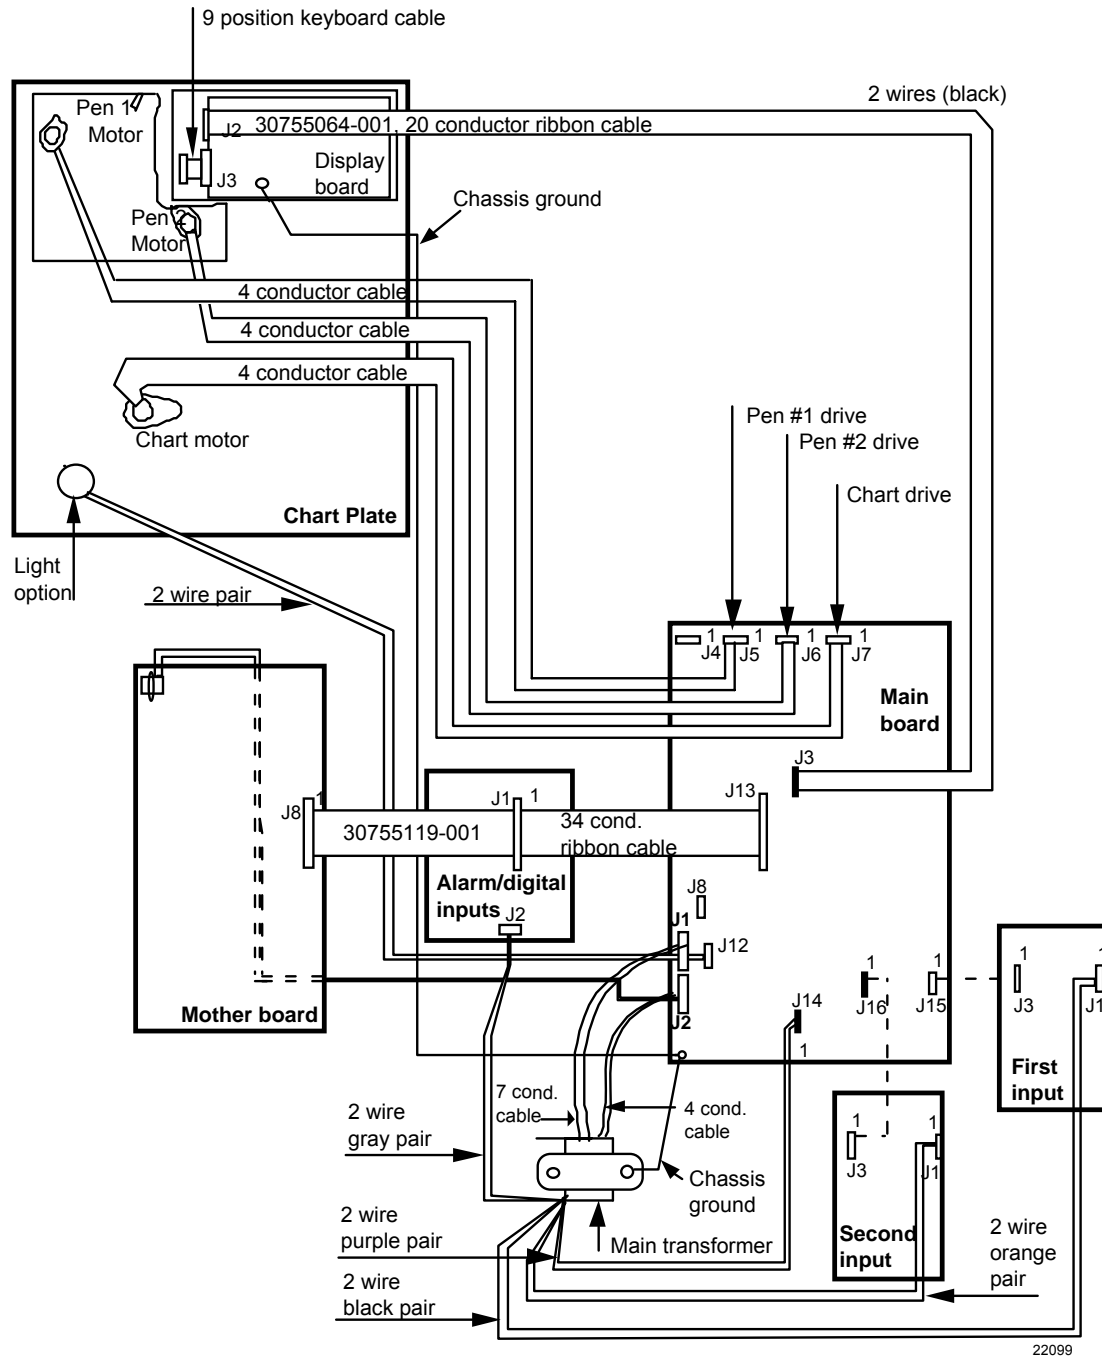 9 position keyboard cable
2 wires (black)
Pen 1
Motor
J2
30755064-001, 20 conductor ribbon cable
J3
Display
board
Chassis ground
Pen 2
Motor
4 conductor cable
4 conductor cable
4 conductor cable
Chart motor
Pen #1 drive
Pen #2 drive
Chart drive
Chart Plate
Light
option
2 wire pair
1
J4
1
J5
1
J6
1
J7
Main
board
J3
J8
1
30755119-001
J1
1
34 cond.
ribbon cable
J13
Alarm/digital
inputs
J2
J8
J1
J12
J2
Mother board
J14
1
1
J16
1
J15
1
J3
1
J1
First
input
7 cond.
cable
4 cond.
cable
2 wire
gray pair
Chassis
ground
1
J3
1
J1
Second
input
2 wire
purple pair
Main transformer
2 wire
orange
pair
2 wire
black pair
22099